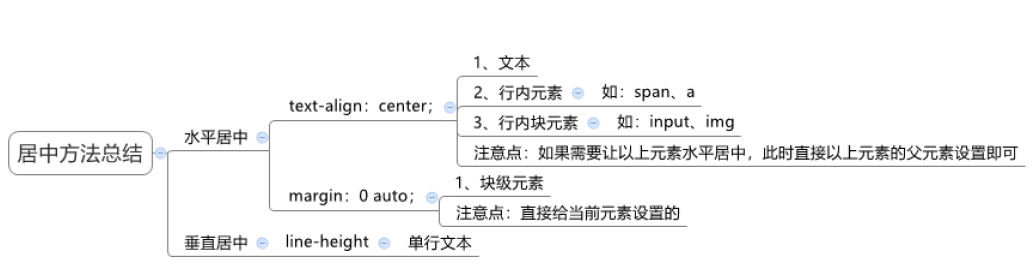 居中方法总结
水平居中
text-align：center；
1、文本
2、行内元素 如：span、a
3、行内块元素 如：input、img
注意点：如果需要让以上元素水平居中，此时直接以上元素的父元素设置即可
margin：0 auto；
1、块级元素
注意点：直接给当前元素设置的
垂直居中 line-height 单行文本